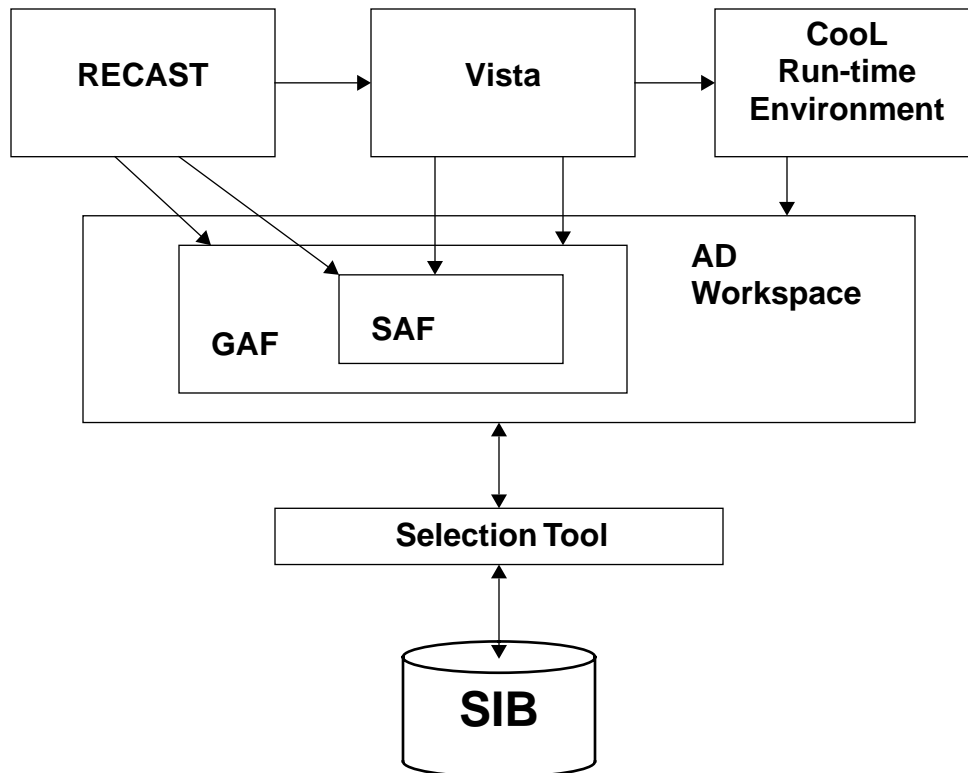 RECAST
Vista
CooL
Run-time
Environment
AD
Workspace
GAF
SAF
Selection Tool
SIB